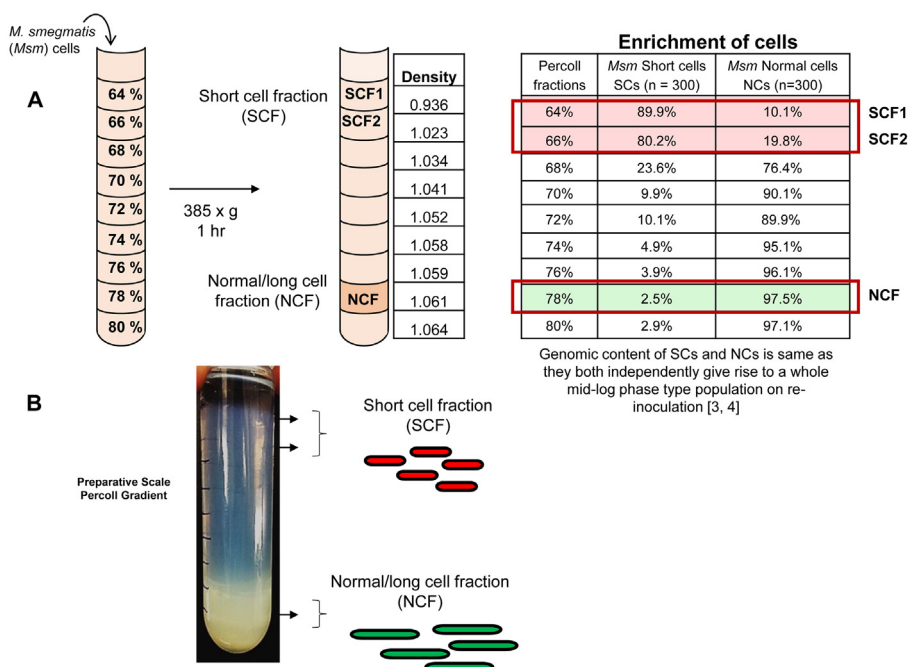 M. smegmatis
(Msm) cells
A
64 %
66 %
68 %
70 %
72 %
74 %
76 %
78 %
80 %
385 x g
1 hr
Short cell fraction
(SCF)
Normal/long cell
fraction (NCF)
SCF1
SCF2
NCF
Density
0.936
1.023
1.034
1.041
1.052
1.058
1.059
1.061
1.064
Enrichment of cells
Percoll fractions | Msm Short cells SCs (n = 300) | Msm Normal cells NCs (n=300)
64% 89.9% 10.1% SCF1
66% 80.2% 19.8% SCF2
68% 23.6% 76.4%
70% 9.9% 90.1%
72% 10.1% 89.9%
74% 4.9% 95.1%
76% 3.9% 96.1%
78% 2.5% 97.5% NCF
80% 2.9% 97.1%
Genomic content of SCs and NCs is same as
they both independently give rise to a whole
mid-log phase type population on re-
inoculation [3, 4]
B
Preparative Scale
Percoll Gradient
Short cell fraction
(SCF)
Normal/long cell fraction
(NCF)